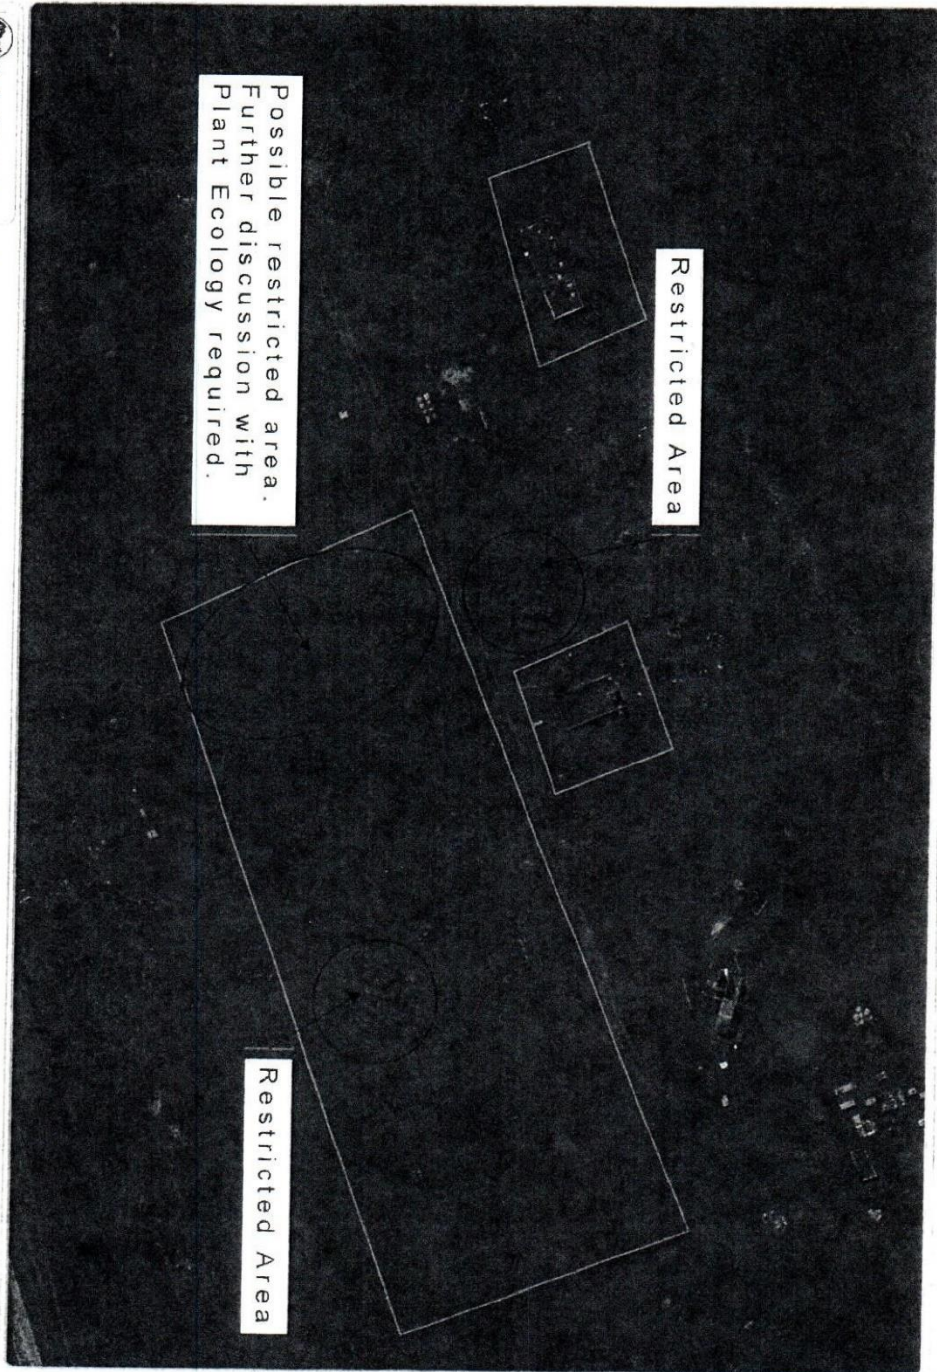 Restricted Area
Possible restricted area.
Further discussion with
Plant Ecology required.
Restricted Area